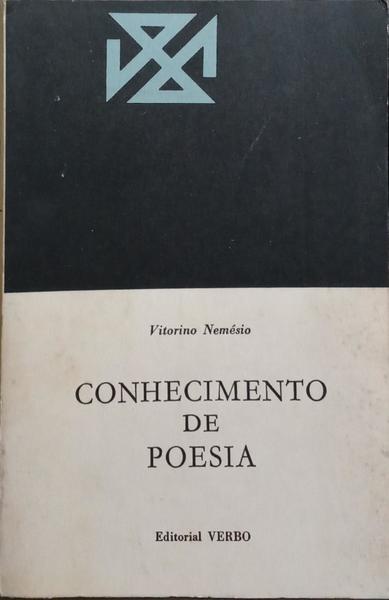 Vitorino Nemésio
CONHECIMENTO
DE
POESIA
Editorial VERBO